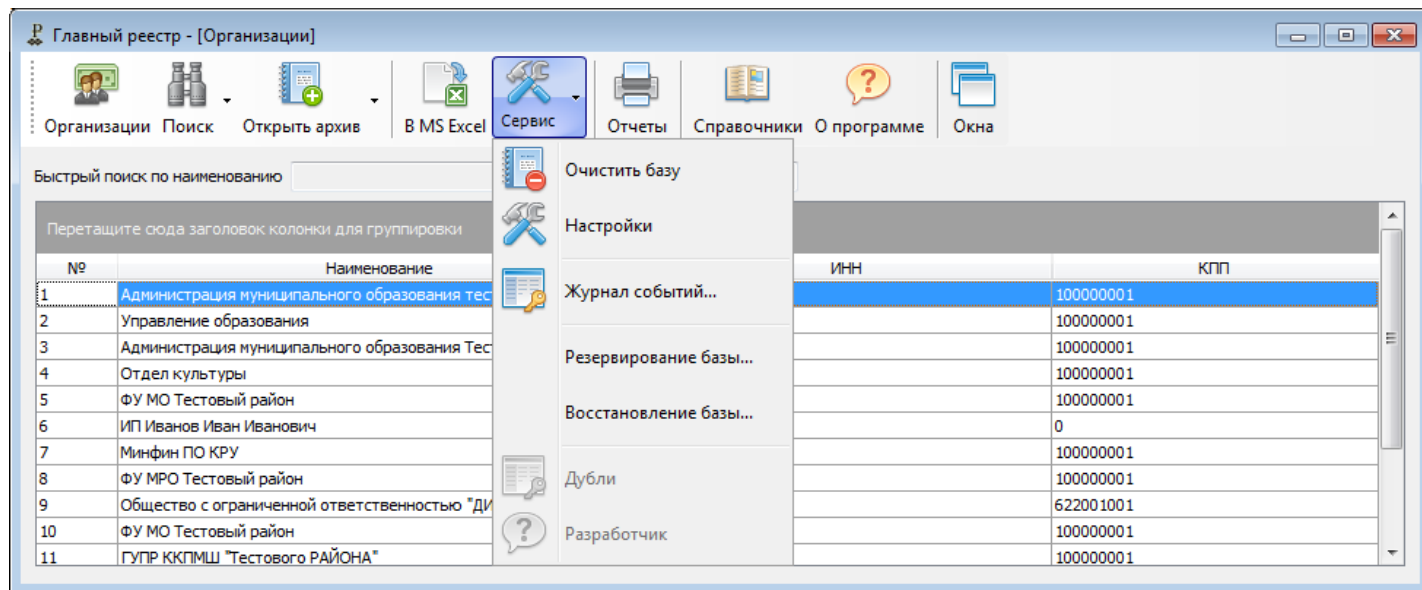 Главный реестр - [Организации]
Организации Поиск Открыть архив В MS Excel Сервис Отчеты Справочники О программе Окна
Быстрый поиск по наименованию
Очистить базу
Настройки
Журнал событий...
Резервирование базы...
Восстановление базы...
Дубли
Разработчик
Перетащите сюда заголовок колонки для группировки
№ Наименование ИНН КПП
1 Администрация муниципального образования тес 100000001
2 Управление образования 100000001
3 Администрация муниципального образования Тес 100000001
4 Отдел культуры 100000001
5 ФУ МО Тестовый район 100000001
6 ИП Иванов Иван Иванович 0
7 Минфин ПО КРУ 100000001
8 ФУ МРО Тестовый район 100000001
9 Общество с ограниченной ответственностью "ДИ 622001001
10 ФУ МО Тестовый район 100000001
11 ГУПР ККПМШ "Тестового РАЙОНА" 100000001